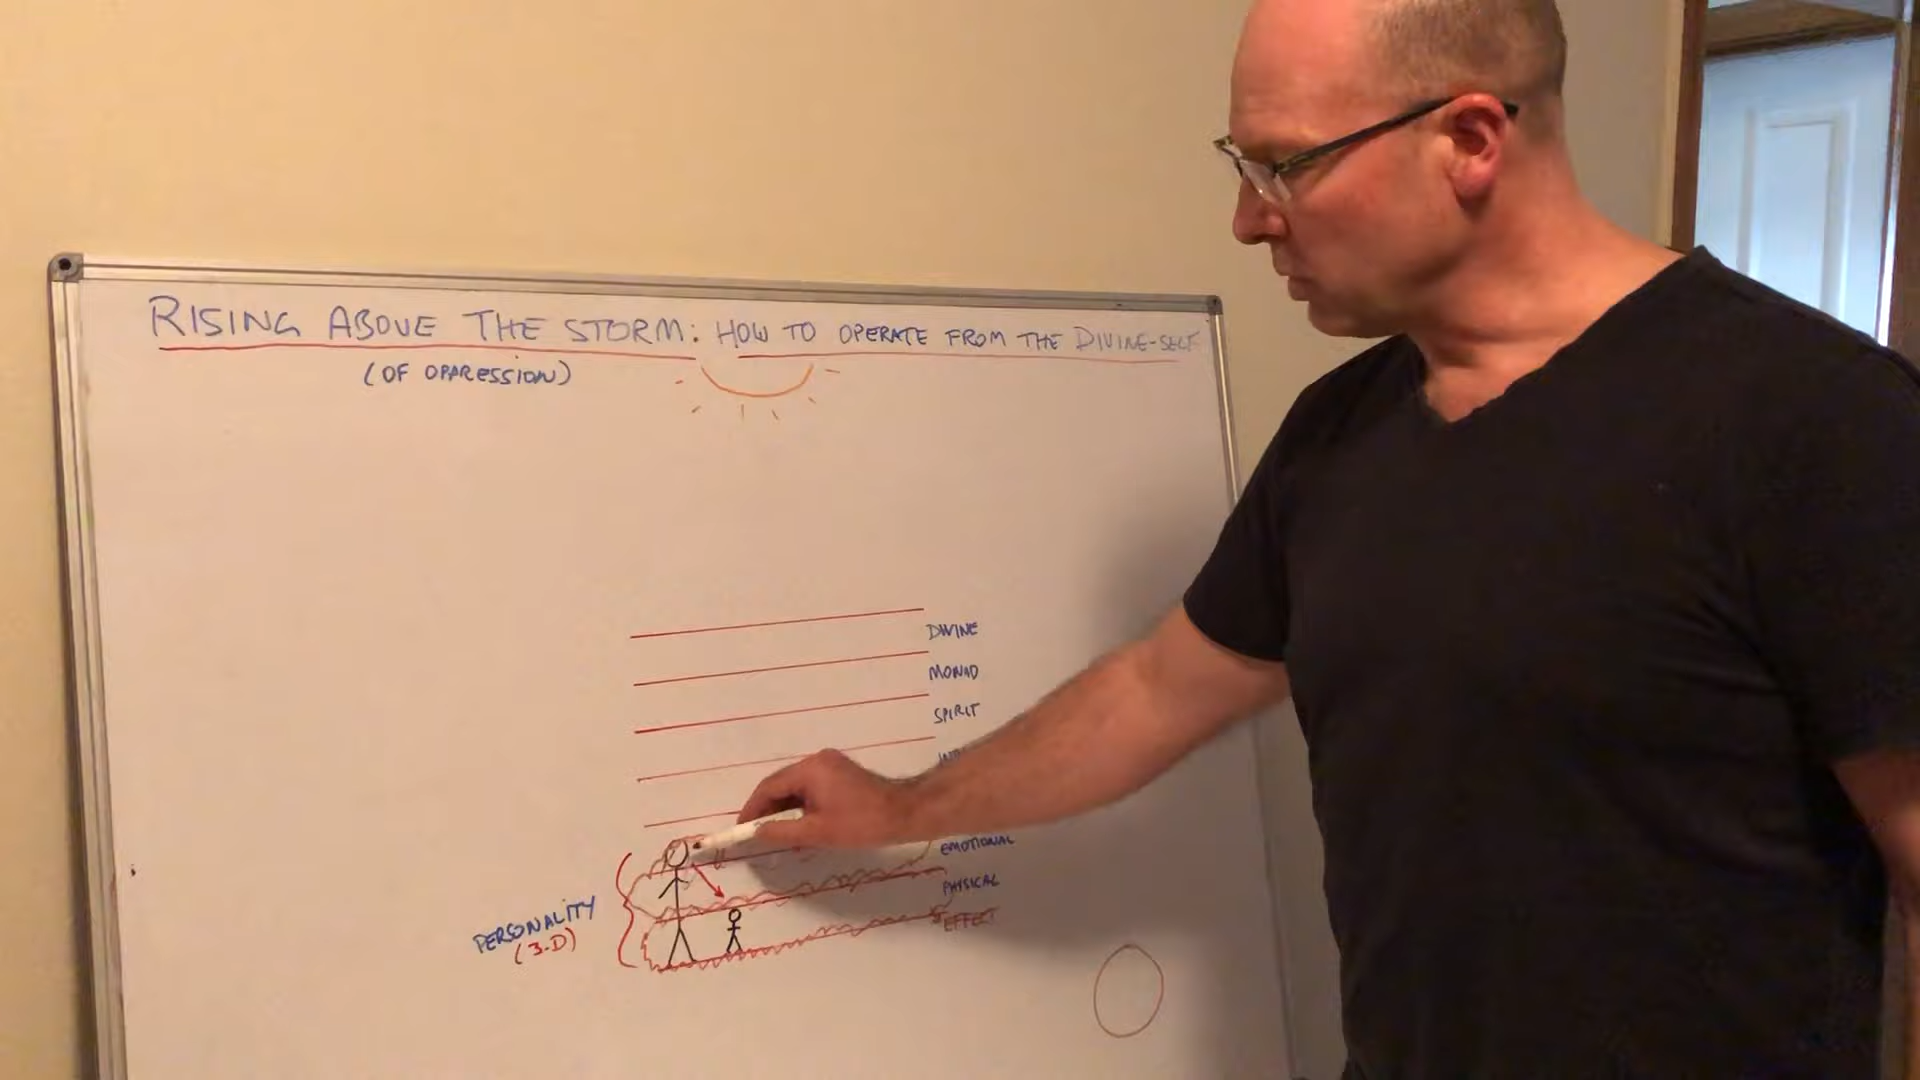 RISING ABOVE THE STORM: HOW TO OPERATE FROM THE DIVINE-SELF
(OF OPPRESSION)
DIVINE
MONAD
SPIRIT
EMOTIONAL
PHYSICAL
EFFECT
PERSONALITY
(3-D)